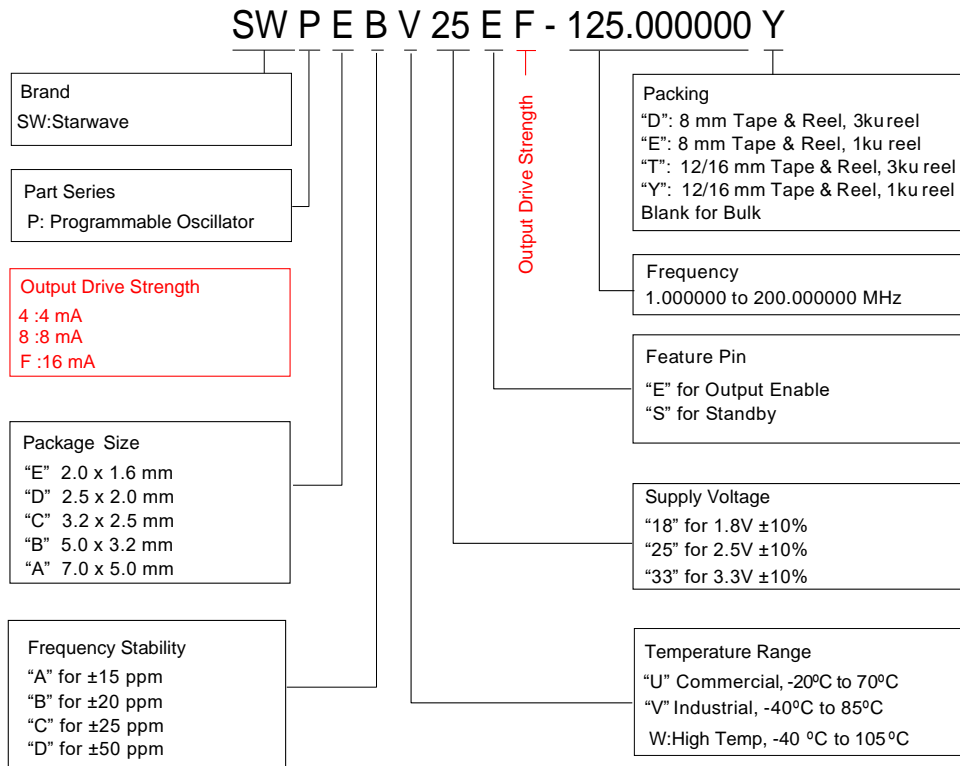 SW P E B V 25 E F - 125.000000 Y
Brand
SW:Starwave
Part Series
P: Programmable Oscillator
Output Drive Strength
4 :4 mA
8 :8 mA
F :16 mA
Package Size
“E” 2.0 x 1.6 mm
“D” 2.5 x 2.0 mm
“C” 3.2 x 2.5 mm
“B” 5.0 x 3.2 mm
“A” 7.0 x 5.0 mm
Frequency Stability
“A” for ±15 ppm
“B” for ±20 ppm
“C” for ±25 ppm
“D” for ±50 ppm
Output Drive Strength
Packing
“D”: 8 mm Tape & Reel, 3ku reel
“E”: 8 mm Tape & Reel, 1ku reel
“T”: 12/16 mm Tape & Reel, 3ku reel
“Y”: 12/16 mm Tape & Reel, 1ku reel
Blank for Bulk
Frequency
1.000000 to 200.000000 MHz
Feature Pin
“E” for Output Enable
“S” for Standby
Supply Voltage
“18” for 1.8V ±10%
“25” for 2.5V ±10%
“33” for 3.3V ±10%
Temperature Range
“U” Commercial, -20ºC to 70ºC
“V” Industrial, -40ºC to 85ºC
W:High Temp, -40 ºC to 105ºC